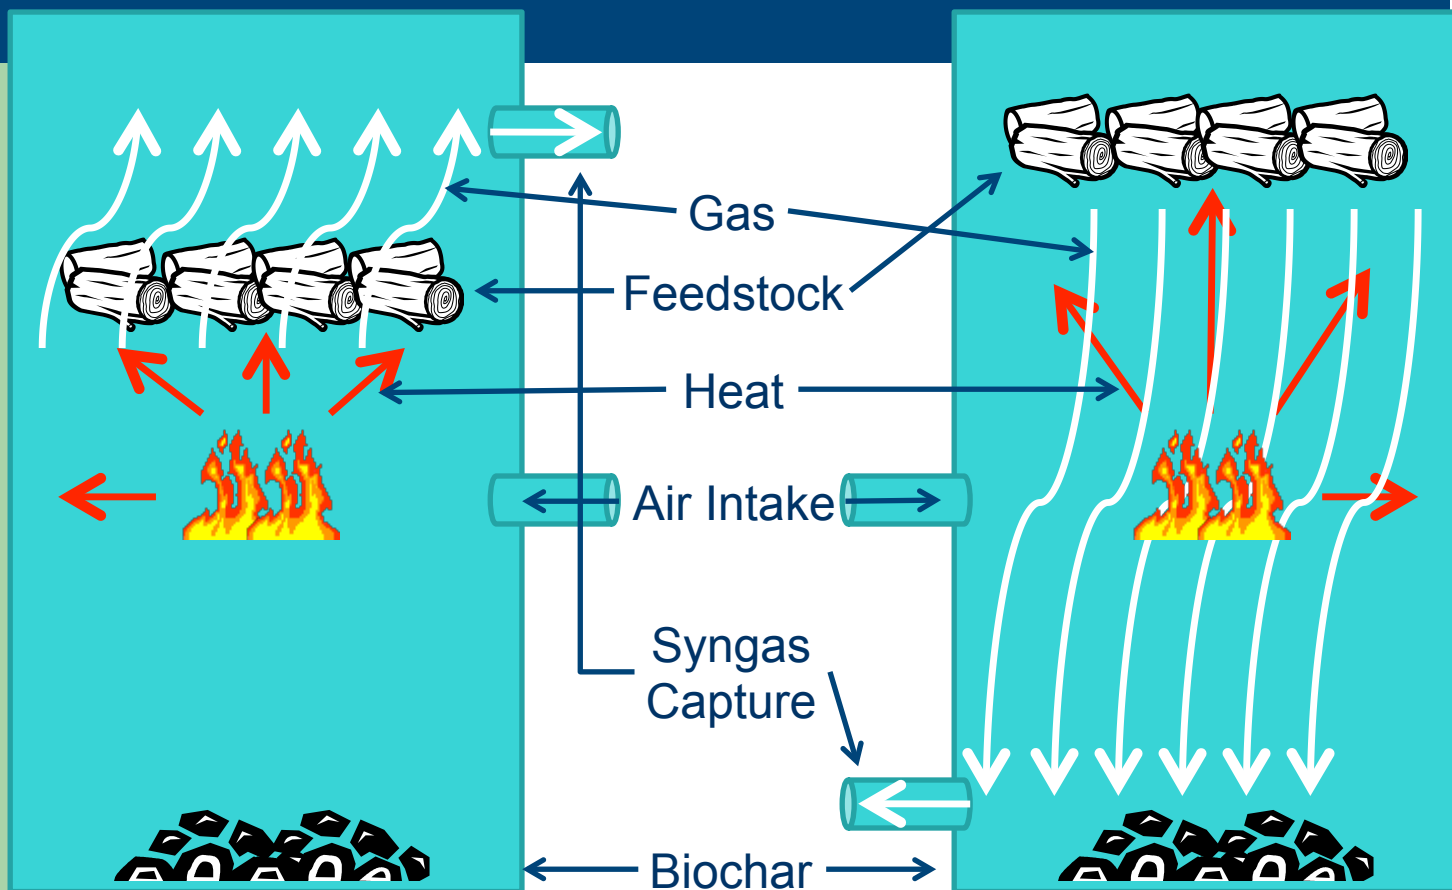 Gas
Feedstock
Heat
Air Intake
Syngas
Capture
Biochar